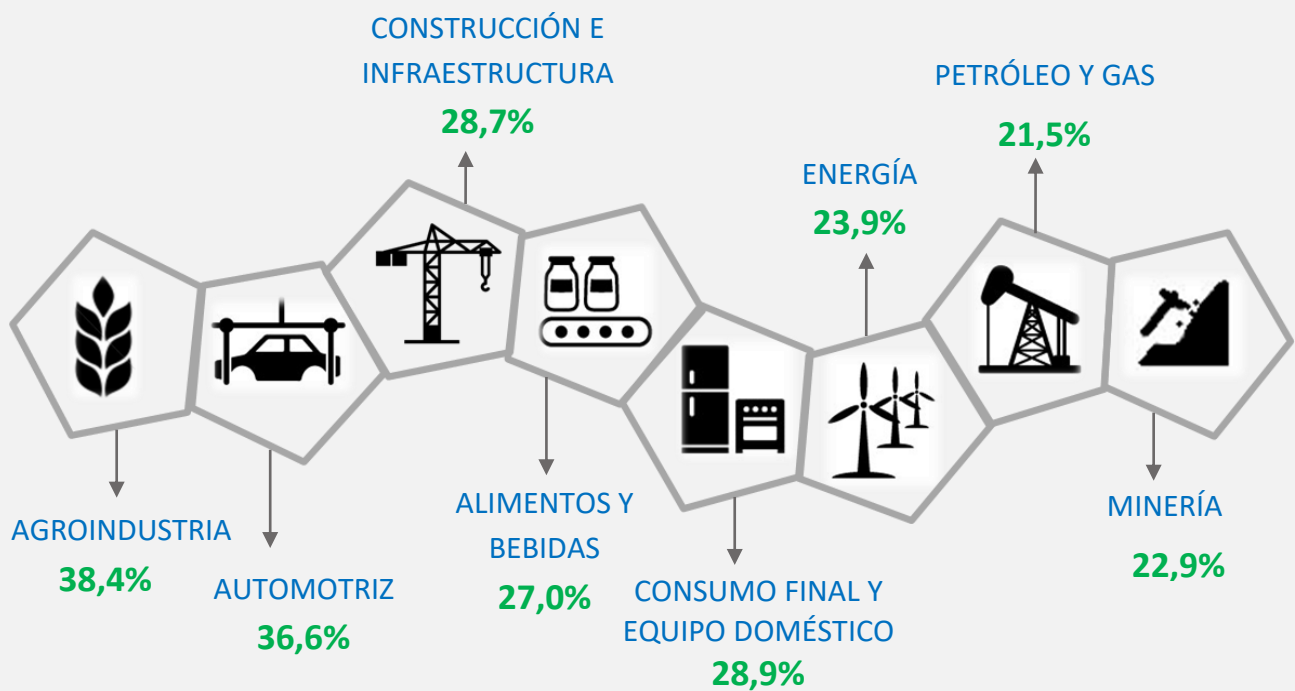 CONSTRUCCIÓN E
INFRAESTRUCTURA
28,7%
PETRÓLEO Y GAS
21,5%
ENERGÍA
23,9%
AGROINDUSTRIA
38,4%
AUTOMOTRIZ
36,6%
ALIMENTOS Y
BEBIDAS
27,0%
CONSUMO FINAL Y
EQUIPO DOMÉSTICO
28,9%
MINERÍA
22,9%